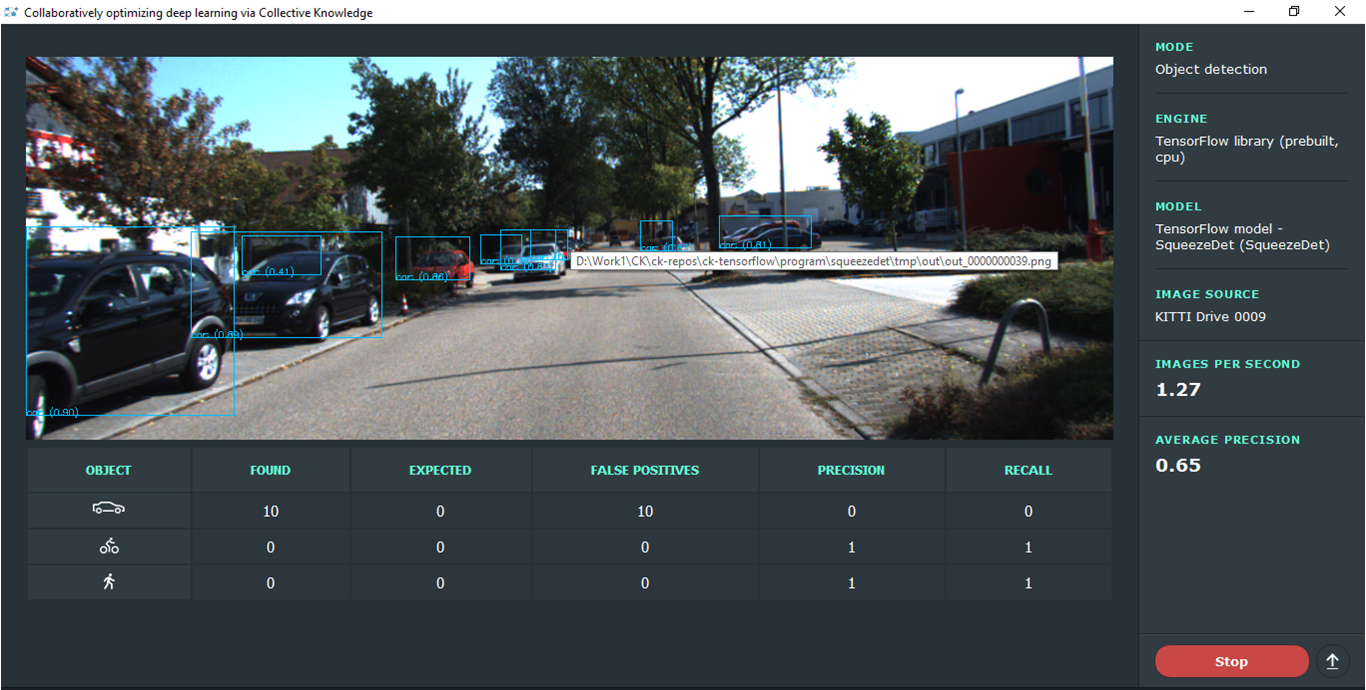 Collaboratively optimizing deep learning via Collective Knowledge
car: (0.41)
car: (0.81)
D:\Work1\CK\ck-repos\ck-tensorflow\program\squeezedet\tmp\out\out_0000000039.png
car: (0.89)
car: (0.90)
OBJECT FOUND EXPECTED FALSE POSITIVES PRECISION RECALL
10 0 10 0 0
0 0 0 1 1
0 0 0 1 1
MODE
Object detection
ENGINE
TensorFlow library (prebuilt,
cpu)
MODEL
TensorFlow model -
SqueezeDet (SqueezeDet)
IMAGE SOURCE
KITTI Drive 0009
IMAGES PER SECOND
1.27
AVERAGE PRECISION
0.65
Stop